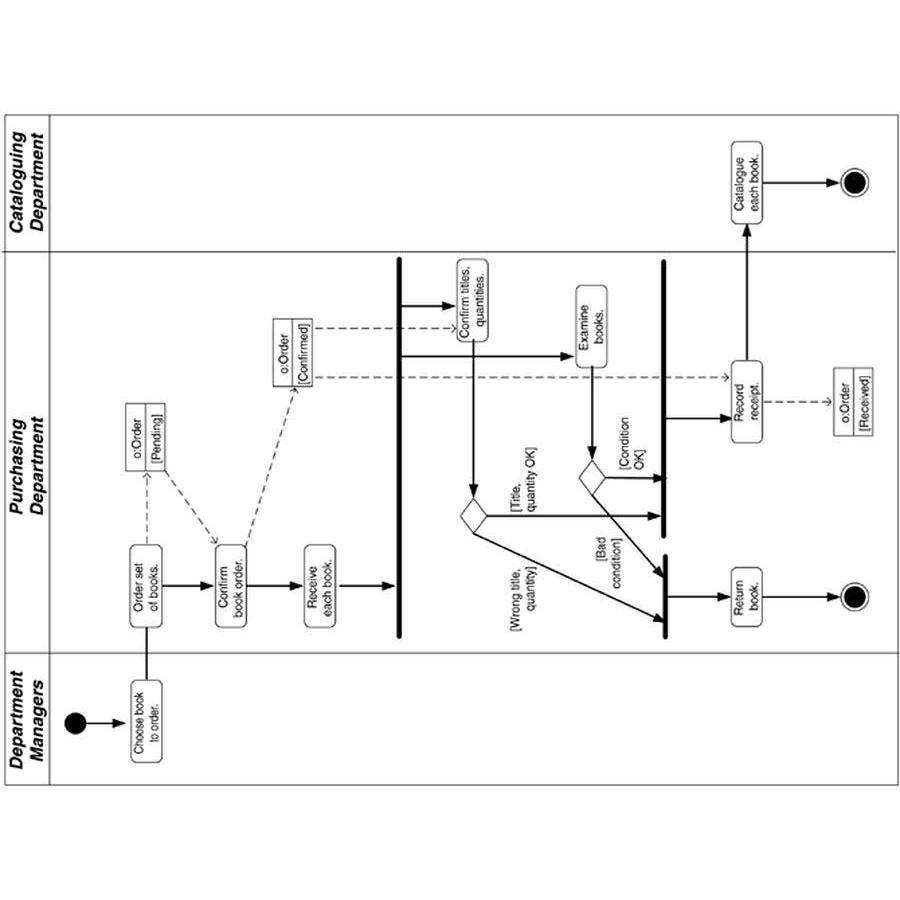 Department
Managers
Purchasing
Department
Cataloguing
Department
Choose book
to order.
Order set
of books.
o:Order
[Pending]
Confirm
book order.
o:Order
[Confirmed]
Receive
each book.
Confirm titles,
quantities.
Examine
books.
[Title,
quantity OK]
[Wrong title,
quantity]
[Condition
OK]
[Bad
condition]
Return
book.
Record
receipt.
o:Order
[Received]
Catalogue
each book.